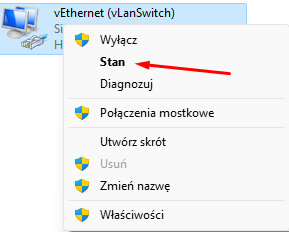 vEthernet (vLanSwitch)
Wyłącz
Stan
Diagnozuj
Połączenia mostkowe
Utwórz skrót
Usuń
Zmień nazwę
Właściwości